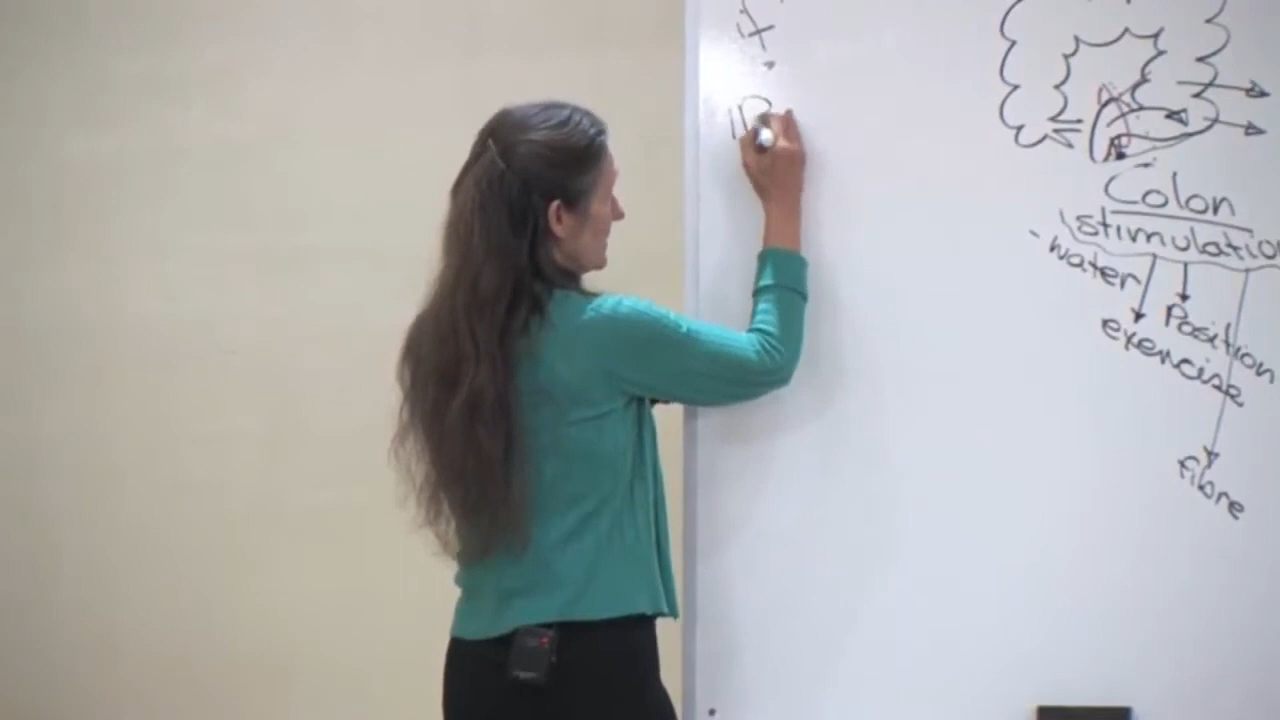 Colon
stimulation
water
Position
exercise
fibre